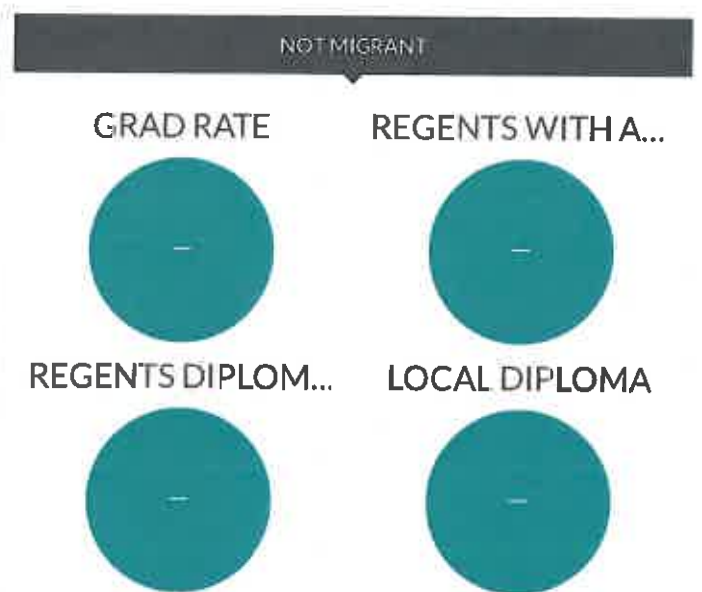 NOT MIGRANT
GRAD RATE
REGENTS WITH A...
—
—
REGENTS DIPLOM...
LOCAL DIPLOMA
—
—